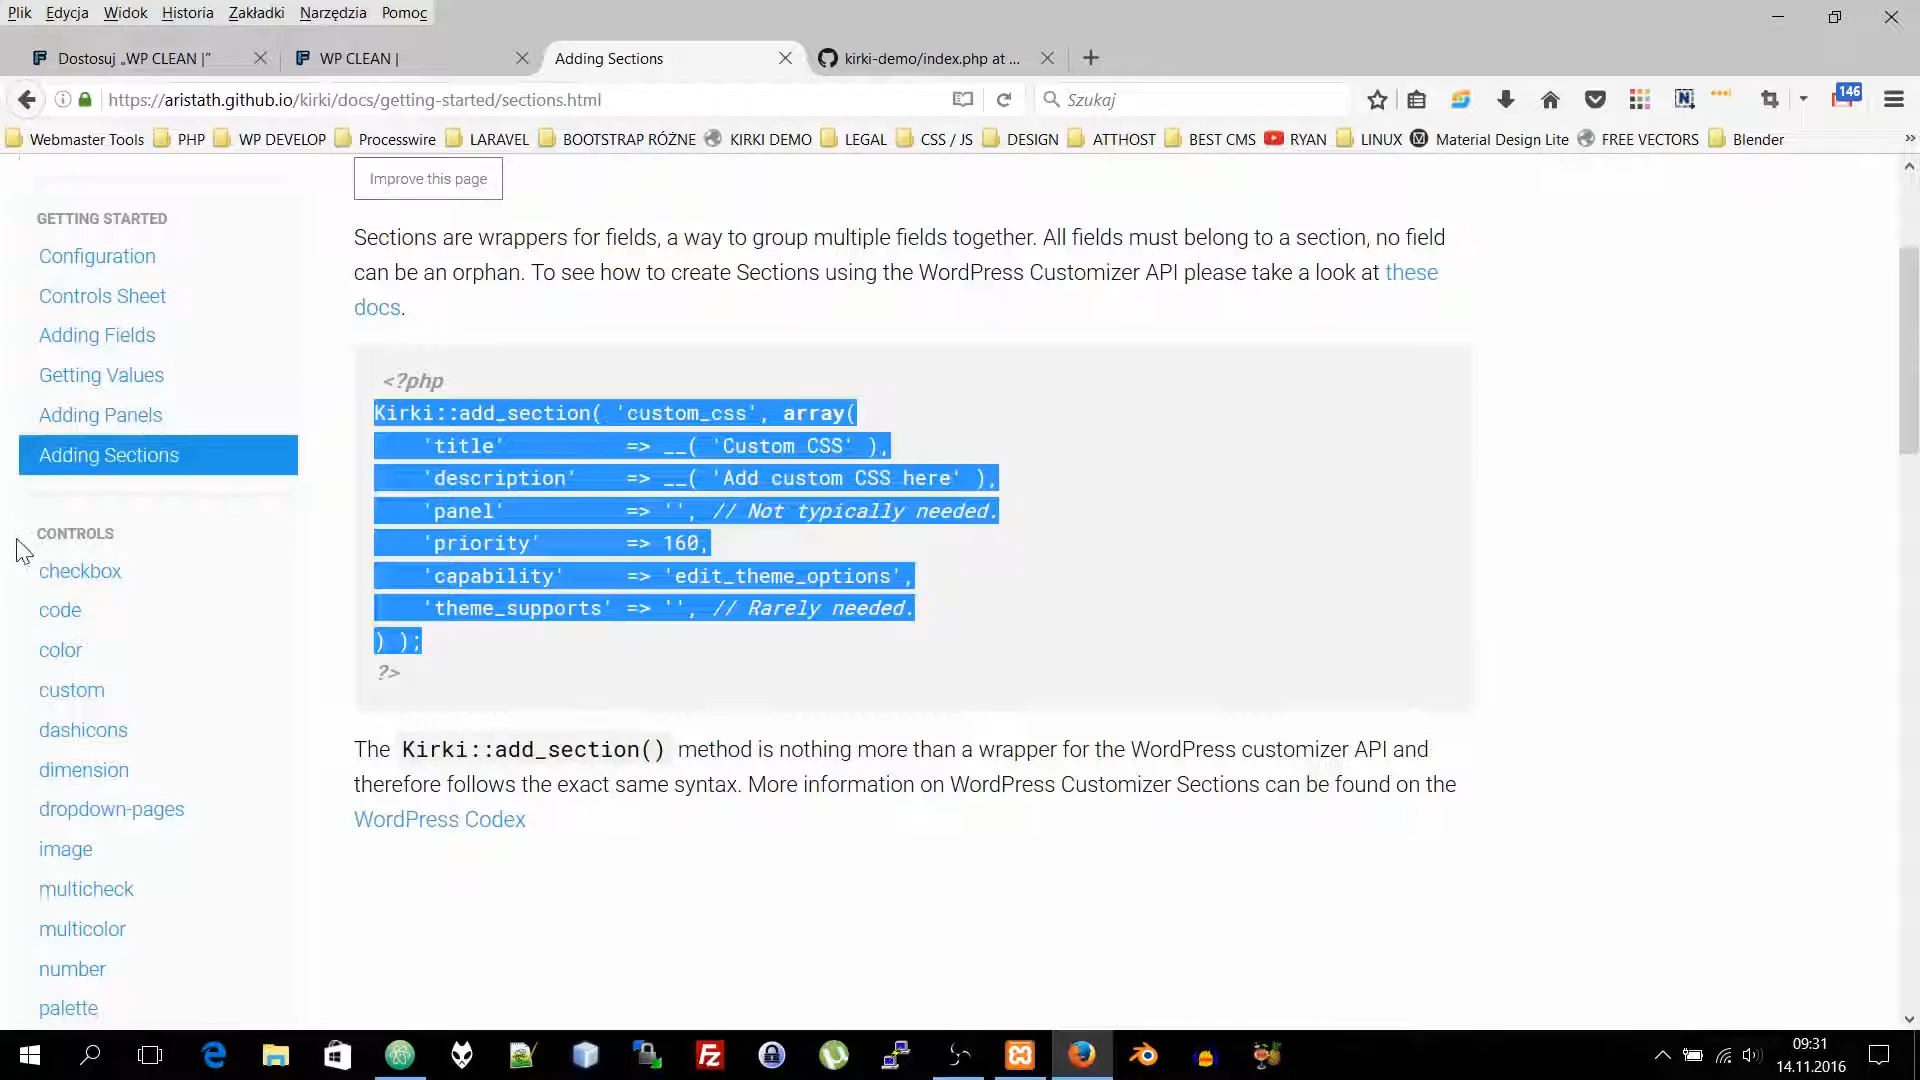 Plik Edycja Widok Historia Zakładki Narzędzia Pomoc
Dostosuj „WP CLEAN |”
WP CLEAN |
Adding Sections
kirki-demo/index.php at ...
https://aristath.github.io/kirki/docs/getting-started/sections.html
Szukaj
146
Webmaster Tools PHP WP DEVELOP Processwire LARAVEL BOOTSTRAP RÓŻNE KIRKI DEMO LEGAL CSS / JS DESIGN ATTHOST BEST CMS RYAN LINUX Material Design Lite FREE VECTORS Blender
GETTING STARTED
Configuration
Controls Sheet
Adding Fields
Getting Values
Adding Panels
Adding Sections
CONTROLS
checkbox
code
color
custom
dashicons
dimension
dropdown-pages
image
multicheck
multicolor
number
palette
Improve this page
Sections are wrappers for fields, a way to group multiple fields together. All fields must belong to a section, no field
can be an orphan. To see how to create Sections using the WordPress Customizer API please take a look at these
docs.
<?php
Kirki::add_section( 'custom_css', array(
    'title'          => __( 'Custom CSS' ),
    'description'    => __( 'Add custom CSS here' ),
    'panel'          => '', // Not typically needed.
    'priority'       => 160,
    'capability'     => 'edit_theme_options',
    'theme_supports' => '', // Rarely needed.
) );
?>
The Kirki::add_section() method is nothing more than a wrapper for the WordPress customizer API and
therefore follows the exact same syntax. More information on WordPress Customizer Sections can be found on the
WordPress Codex
09:31
14.11.2016